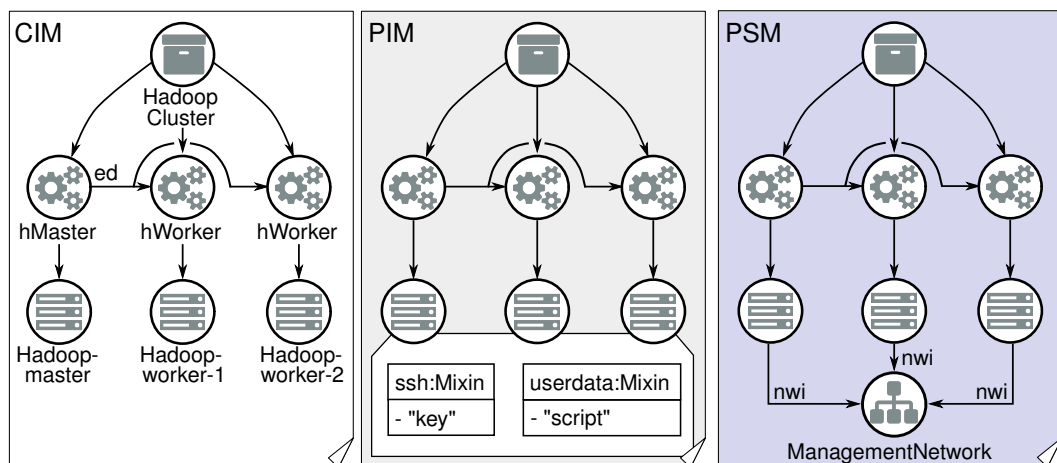 CIM
Hadoop
Cluster
ed
hMaster
hWorker
hWorker
Hadoop-
master
Hadoop-
worker-1
Hadoop-
worker-2
PIM
ssh:Mixin
- "key"
userdata:Mixin
- "script"
PSM
nwi
nwi
nwi
ManagementNetwork